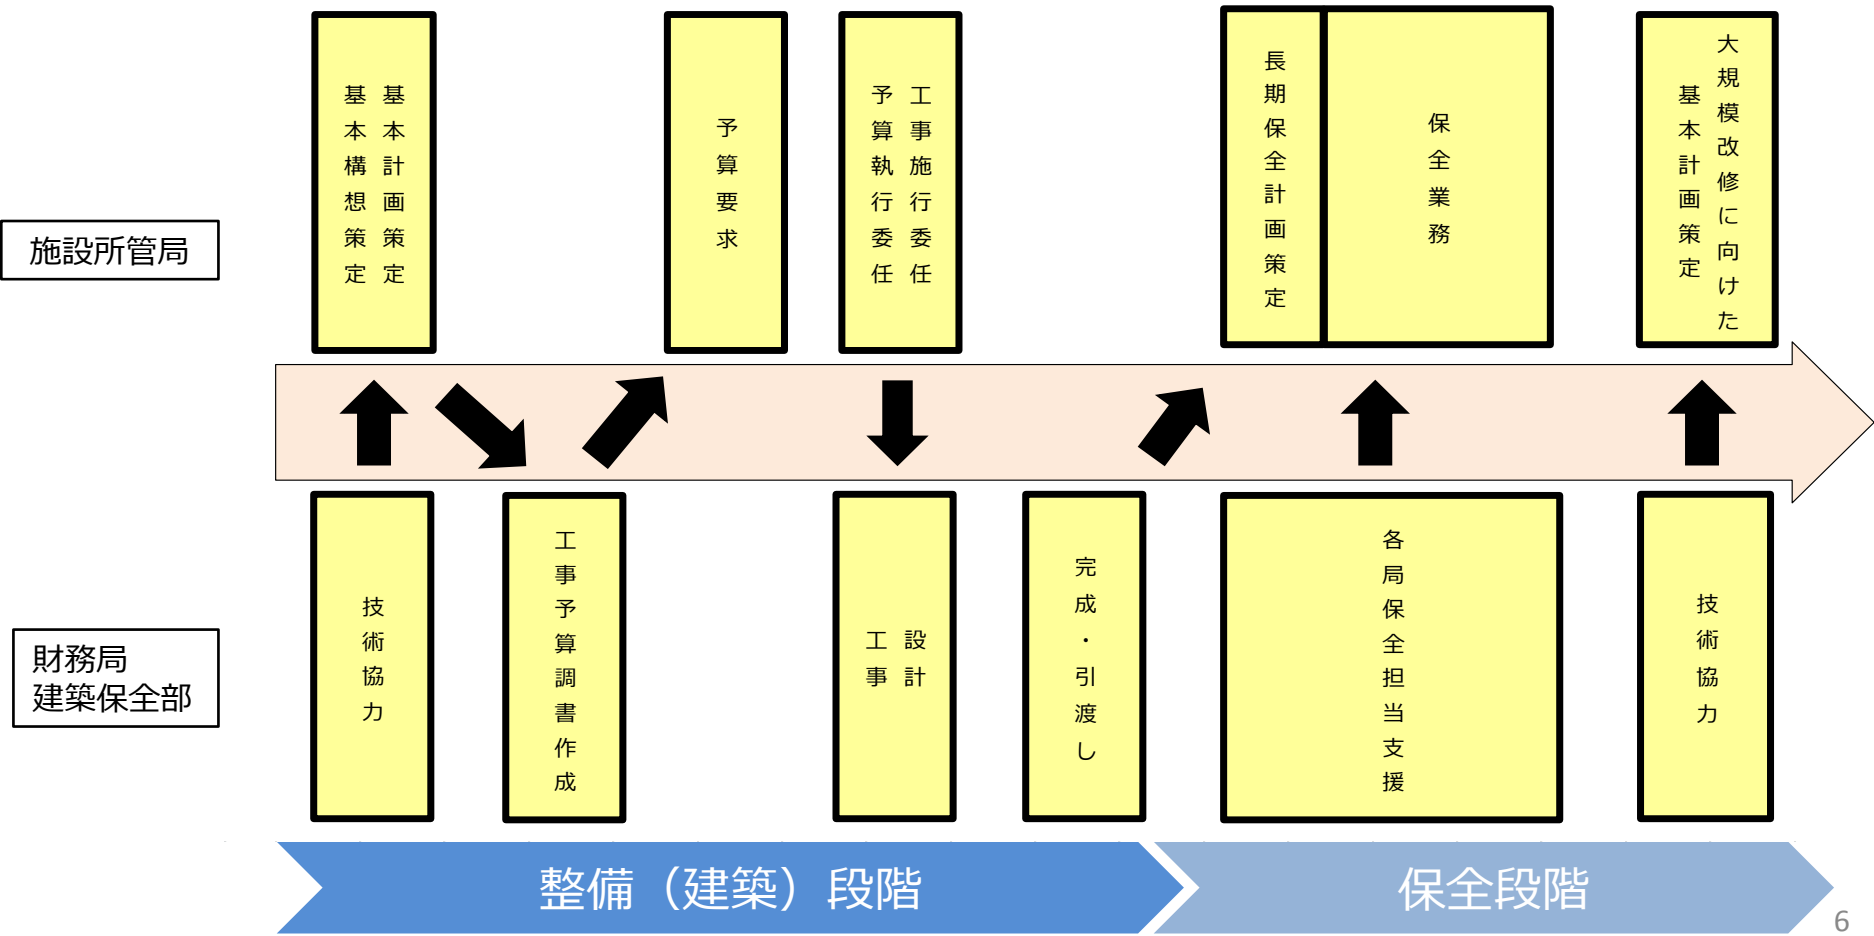 基本計画策定
基本構想策定
予算要求
工事施行委任
予算執行委任
長期保全計画策定
保全業務
大規模改修に向けた
基本計画策定
施設所管局
技術協力
工事予算調書作成
設計
工事
完成・引渡し
各局保全担当支援
技術協力
財務局
建築保全部
整備（建築）段階
保全段階
6